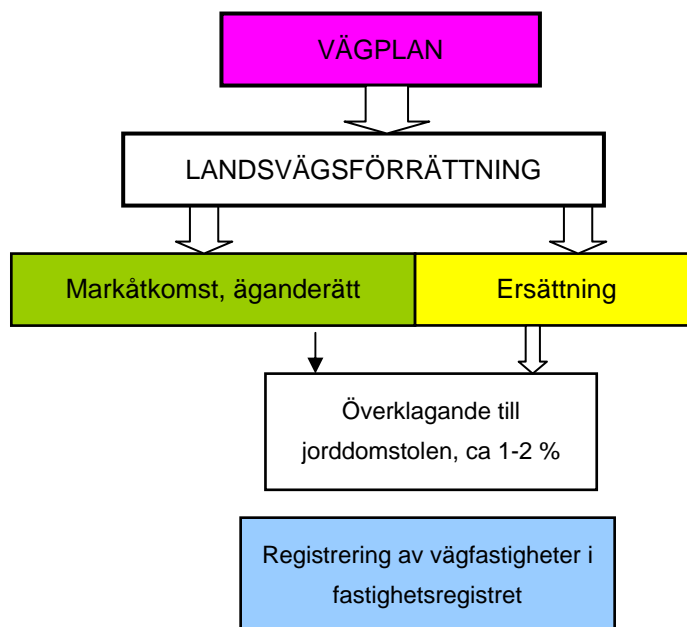 VÄGPLAN
LANDSVÄGSFÖRRÄTTNING
Markåtkomst, äganderätt
Ersättning
Överklagande till
jorddomstolen, ca 1-2 %
Registrering av vägfastigheter i
fastighetsregistret